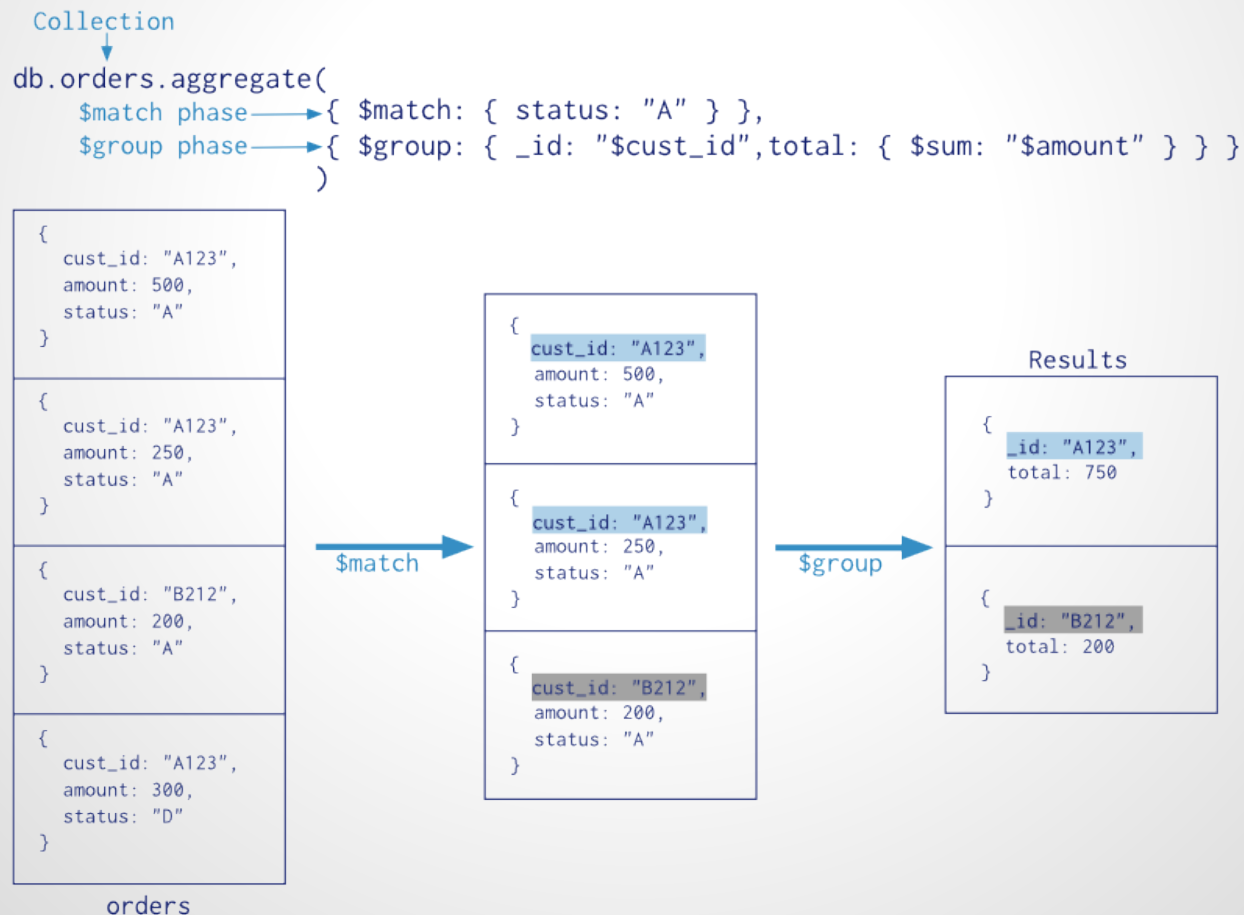 Collection
db.orders.aggregate(
$match phase { $match: { status: "A" } },
$group phase { $group: { _id: "$cust_id",total: { $sum: "$amount" } } }
)
{
cust_id: "A123",
amount: 500,
status: "A"
}
{
cust_id: "A123",
amount: 250,
status: "A"
}
{
cust_id: "B212",
amount: 200,
status: "A"
}
{
cust_id: "A123",
amount: 300,
status: "D"
}
orders
$match
{
cust_id: "A123",
amount: 500,
status: "A"
}
{
cust_id: "A123",
amount: 250,
status: "A"
}
{
cust_id: "B212",
amount: 200,
status: "A"
}
$group
Results
{
_id: "A123",
total: 750
}
{
_id: "B212",
total: 200
}